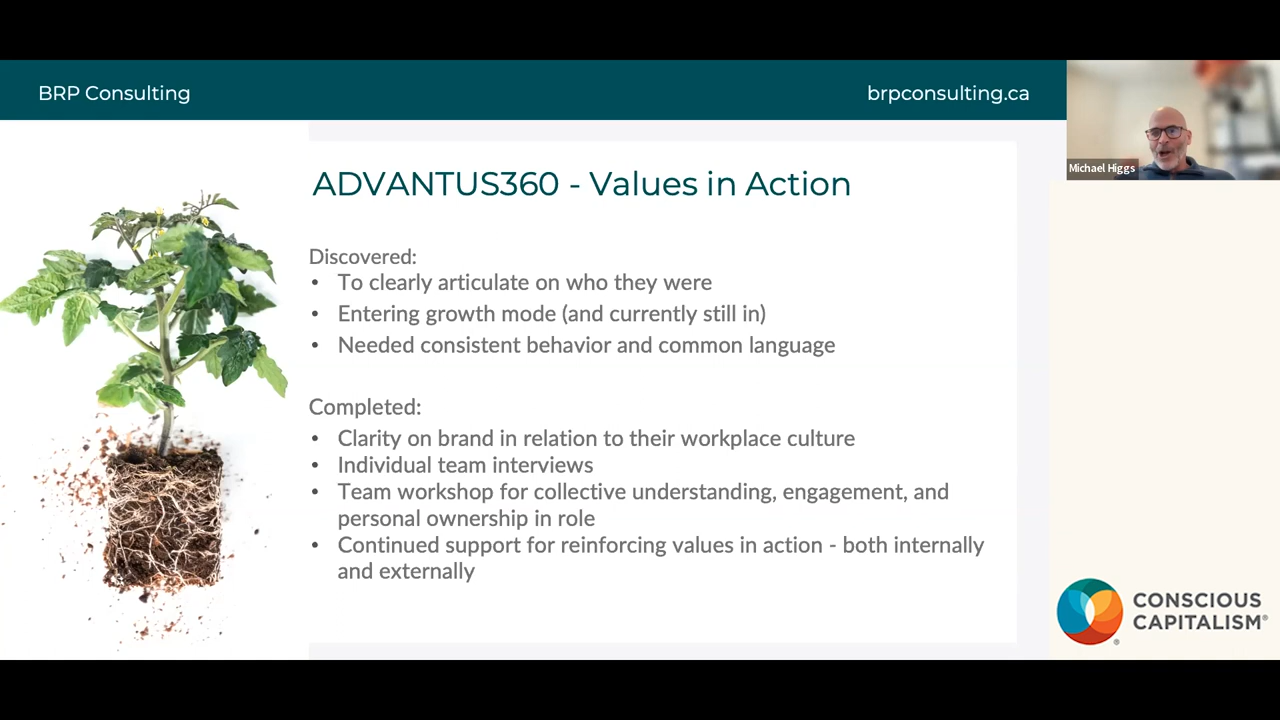 BRP Consulting
brpconsulting.ca
Michael Higgs
ADVANTUS360 - Values in Action
Discovered:
• To clearly articulate on who they were
• Entering growth mode (and currently still in)
• Needed consistent behavior and common language
Completed:
• Clarity on brand in relation to their workplace culture
• Individual team interviews
• Team workshop for collective understanding, engagement, and
personal ownership in role
• Continued support for reinforcing values in action - both internally
and externally
CONSCIOUS
CAPITALISM®
®